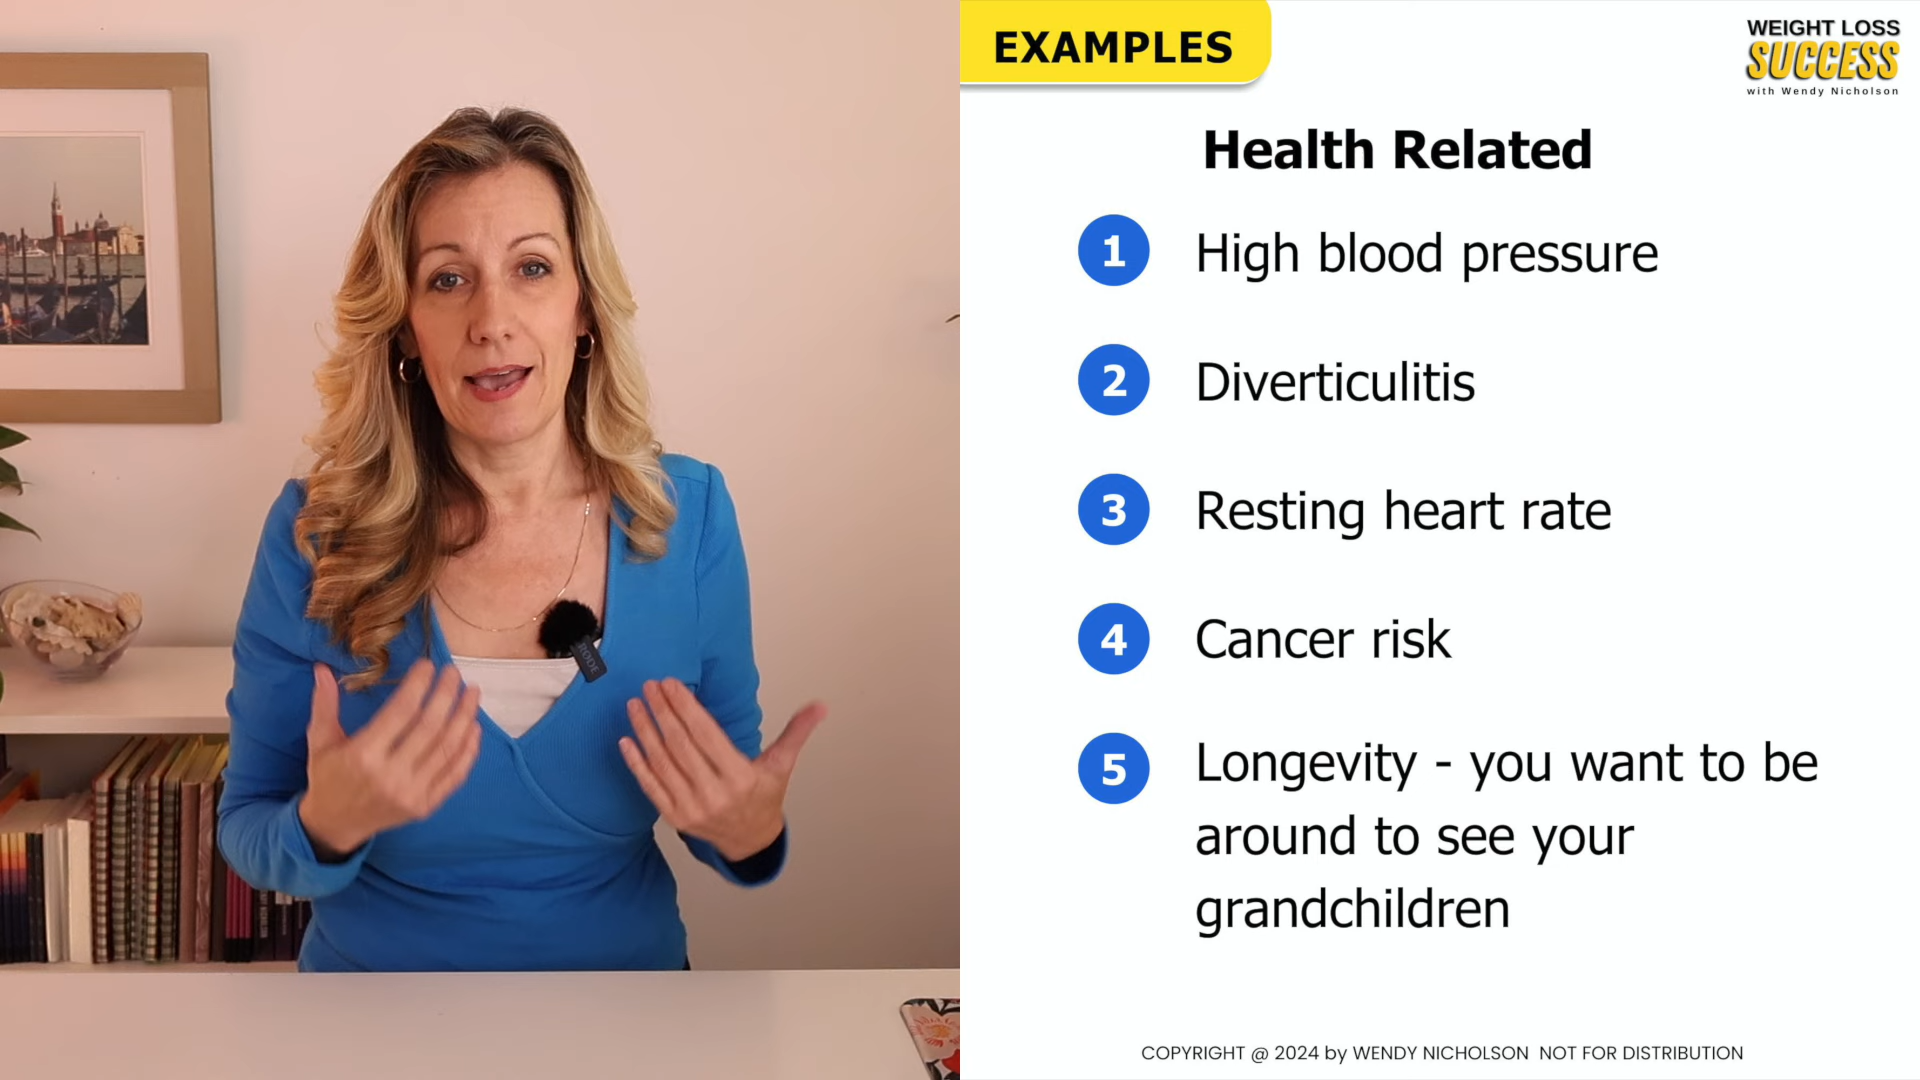 EXAMPLES
WEIGHT LOSS
SUCCESS
with Wendy Nicholson
Health Related
1 High blood pressure
2 Diverticulitis
3 Resting heart rate
4 Cancer risk
5 Longevity - you want to be
around to see your
grandchildren
RODE
COPYRIGHT @ 2024 by WENDY NICHOLSON NOT FOR DISTRIBUTION